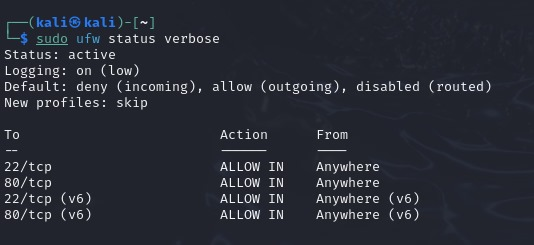 ┌──(kali㉿kali)-[~]
└─$ sudo ufw status verbose
Status: active
Logging: on (low)
Default: deny (incoming), allow (outgoing), disabled (routed)
New profiles: skip

To                         Action      From
--                         ------      ----
22/tcp                     ALLOW IN    Anywhere
80/tcp                     ALLOW IN    Anywhere
22/tcp (v6)                ALLOW IN    Anywhere (v6)
80/tcp (v6)                ALLOW IN    Anywhere (v6)